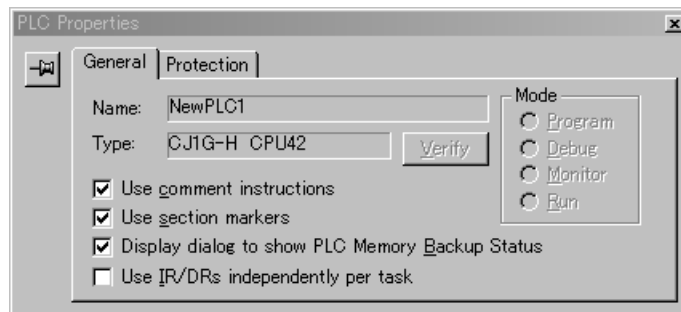 PLC Properties
General
Protection
Name: NewPLC1
Type: CJ1G-H CPU42
Verify
Use comment instructions
Use section markers
Display dialog to show PLC Memory Backup Status
Use IR/DRs independently per task
Mode
Program
Debug
Monitor
Run